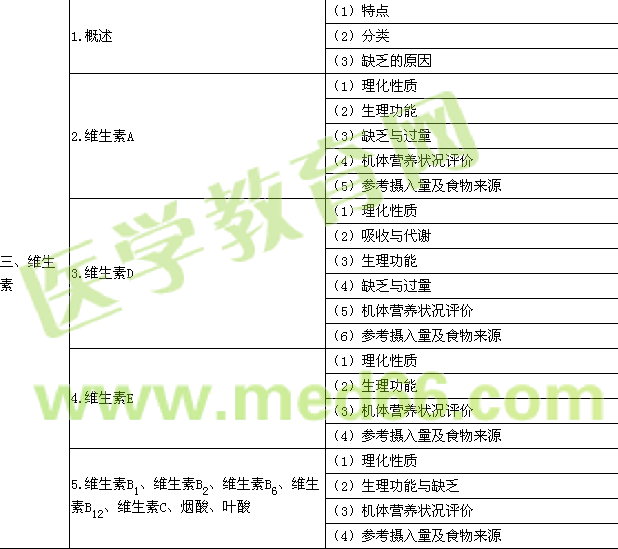 三、维生
素
1.概述
(1) 特点
(2) 分类
(3) 缺乏的原因
2.维生素A
(1) 理化性质
(2) 生理功能
(3) 缺乏与过量
(4) 机体营养状况评价
(5) 参考摄入量及食物来源
3.维生素D
(1) 理化性质
(2) 吸收与代谢
(3) 生理功能
(4) 缺乏与过量
(5) 机体营养状况评价
(6) 参考摄入量及食物来源
4.维生素E
(1) 理化性质
(2) 生理功能
(3) 机体营养状况评价
(4) 参考摄入量及食物来源
5.维生素B1、维生素B2、维生素B6、维生
素B12、维生素C、烟酸、叶酸
(1) 理化性质
(2) 生理功能与缺乏
(3) 机体营养状况评价
(4) 参考摄入量及食物来源
医学教育网
www.med66.com